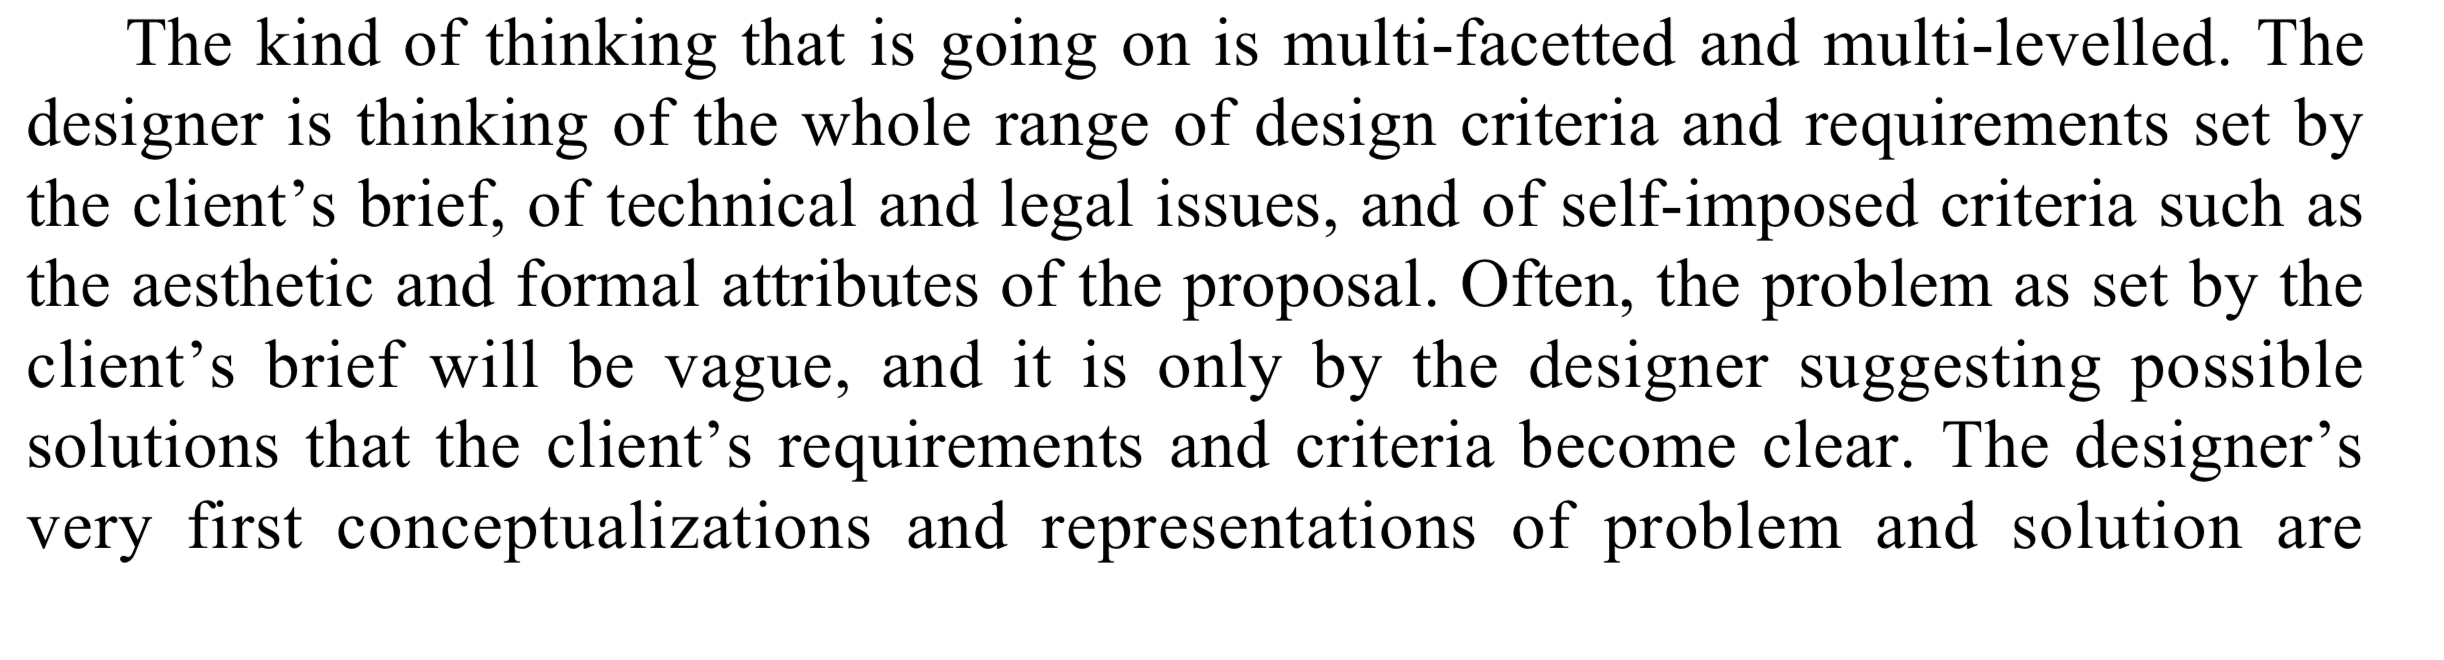 The kind of thinking that is going on is multi-facetted and multi-levelled. The
designer is thinking of the whole range of design criteria and requirements set by
the client’s brief, of technical and legal issues, and of self-imposed criteria such as
the aesthetic and formal attributes of the proposal. Often, the problem as set by the
client’s brief will be vague, and it is only by the designer suggesting possible
solutions that the client’s requirements and criteria become clear. The designer’s
very first conceptualizations and representations of problem and solution are